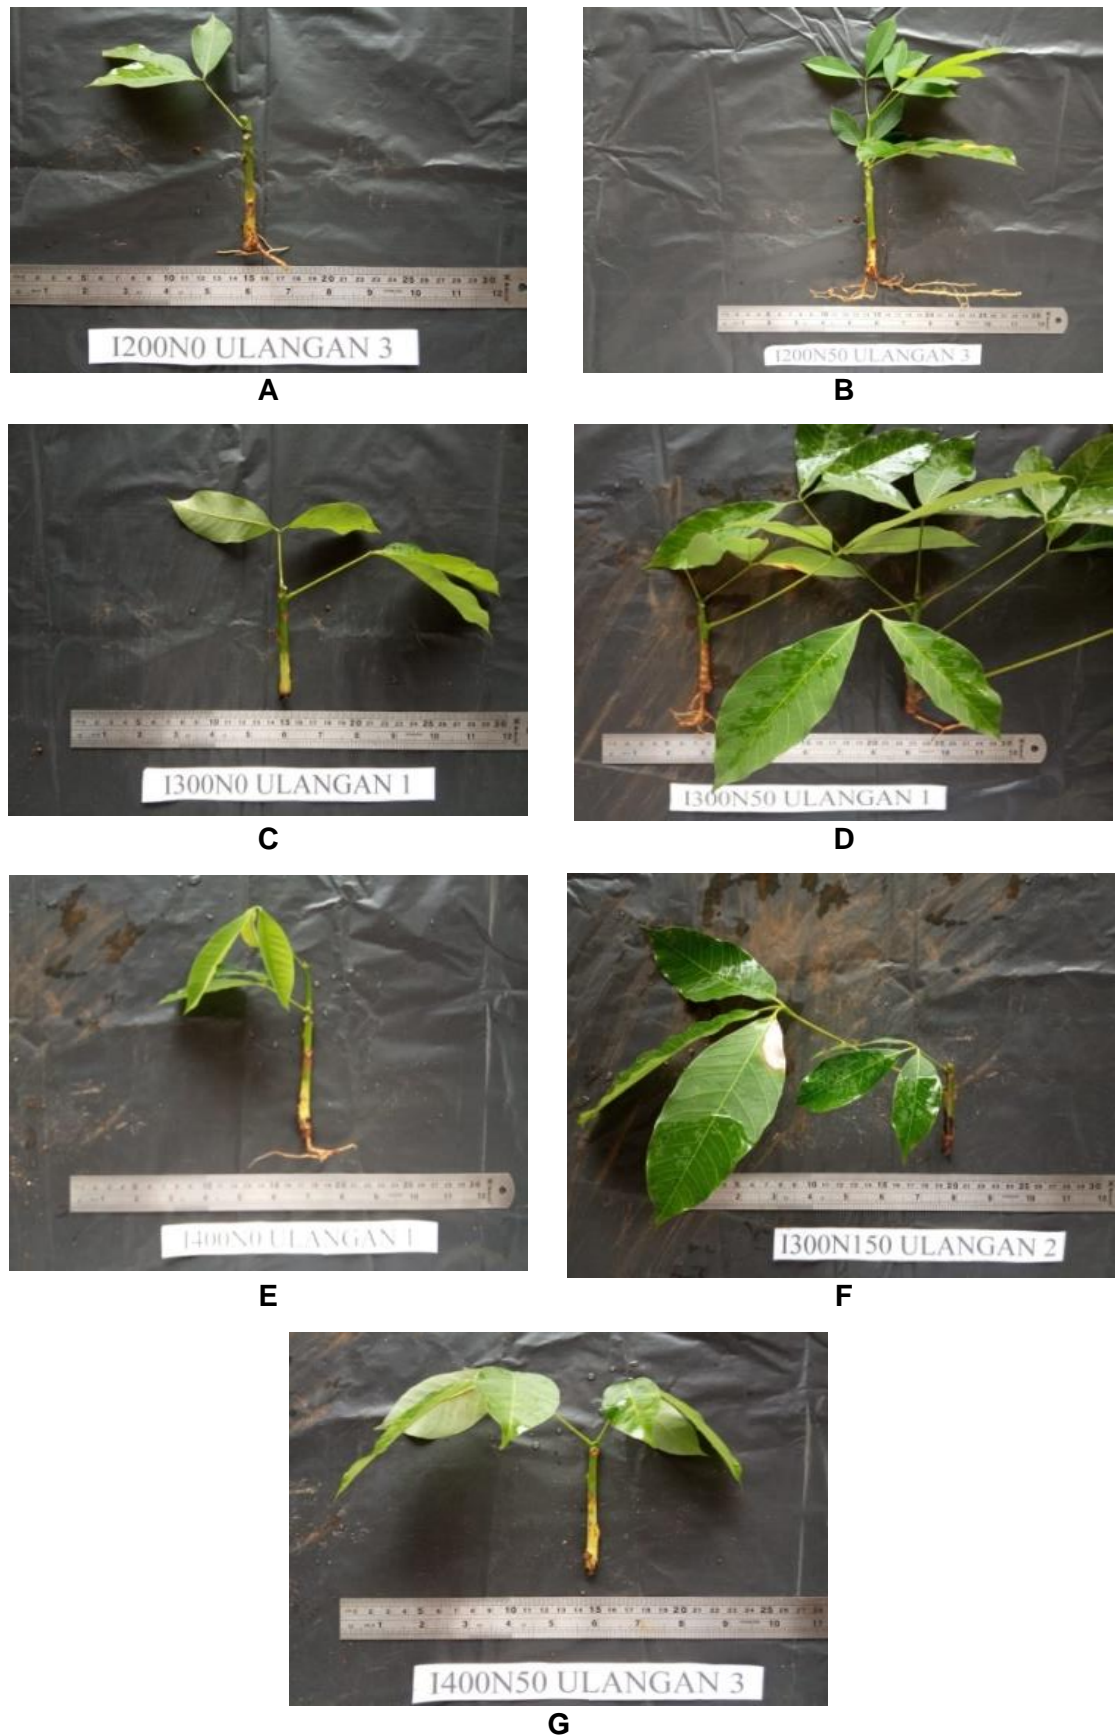 I200N0 ULANGAN 3
A
I200N50 ULANGAN 3
B
I300N0 ULANGAN 1
C
I300N50 ULANGAN 1
D
I400N0 ULANGAN 1
E
I300N150 ULANGAN 2
F
I400N50 ULANGAN 3
G